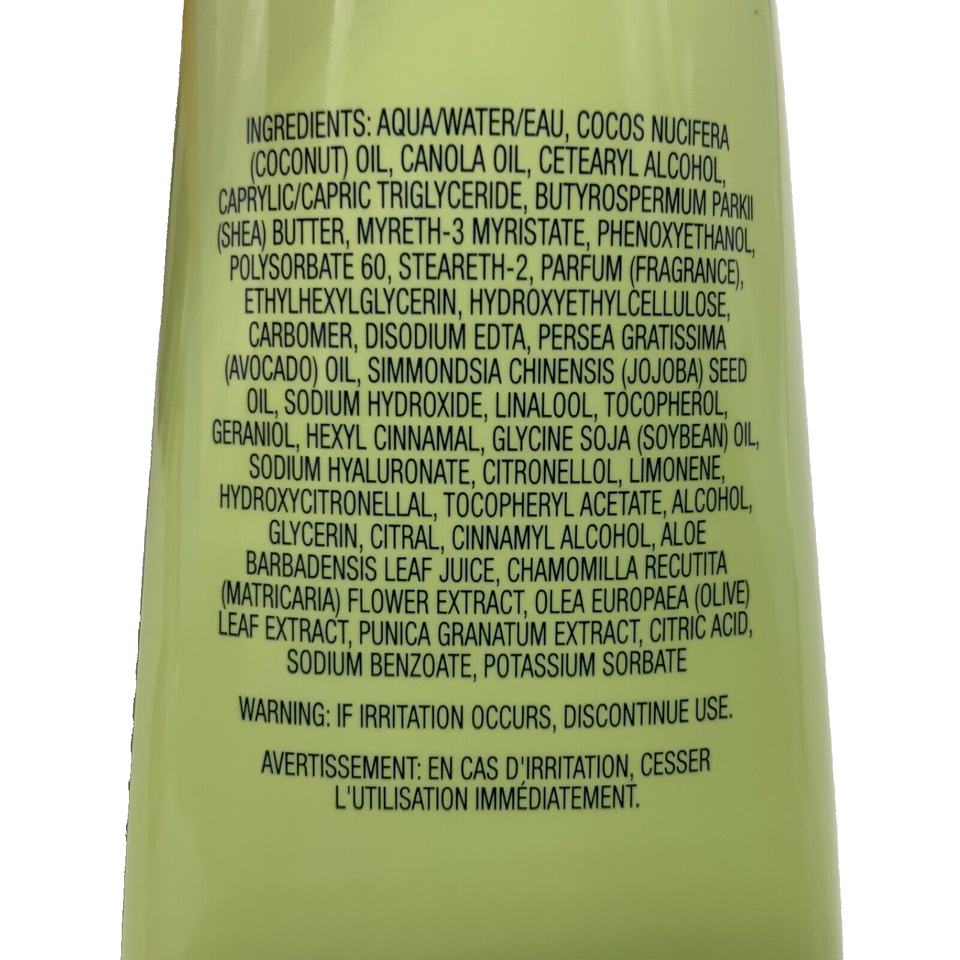 INGREDIENTS: AQUA/WATER/EAU, COCOS NUCIFERA
(COCONUT) OIL, CANOLA OIL, CETEARYL ALCOHOL,
CAPRYLIC/CAPRIC TRIGLYCERIDE, BUTYROSPERMUM PARKII
(SHEA) BUTTER, MYRETH-3 MYRISTATE, PHENOXYETHANOL,
POLYSORBATE 60, STEARETH-2, PARFUM (FRAGRANCE),
ETHYLHEXYLGLYCERIN, HYDROXYETHYLCELLULOSE,
CARBOMER, DISODIUM EDTA, PERSEA GRATISSIMA
(AVOCADO) OIL, SIMMONDSIA CHINENSIS (JOJOBA) SEED
OIL, SODIUM HYDROXIDE, LINALOOL, TOCOPHEROL,
GERANIOL, HEXYL CINNAMAL, GLYCINE SOJA (SOYBEAN) OIL,
SODIUM HYALURONATE, CITRONELLOL, LIMONENE,
HYDROXYCITRONELLAL, TOCOPHERYL ACETATE, ALCOHOL,
GLYCERIN, CITRAL, CINNAMYL ALCOHOL, ALOE
BARBADENSIS LEAF JUICE, CHAMOMILLA RECUTITA
(MATRICARIA) FLOWER EXTRACT, OLEA EUROPAEA (OLIVE)
LEAF EXTRACT, PUNICA GRANATUM EXTRACT, CITRIC ACID,
SODIUM BENZOATE, POTASSIUM SORBATE
WARNING: IF IRRITATION OCCURS, DISCONTINUE USE.
AVERTISSEMENT: EN CAS D'IRRITATION, CESSER
L'UTILISATION IMMÉDIATEMENT.